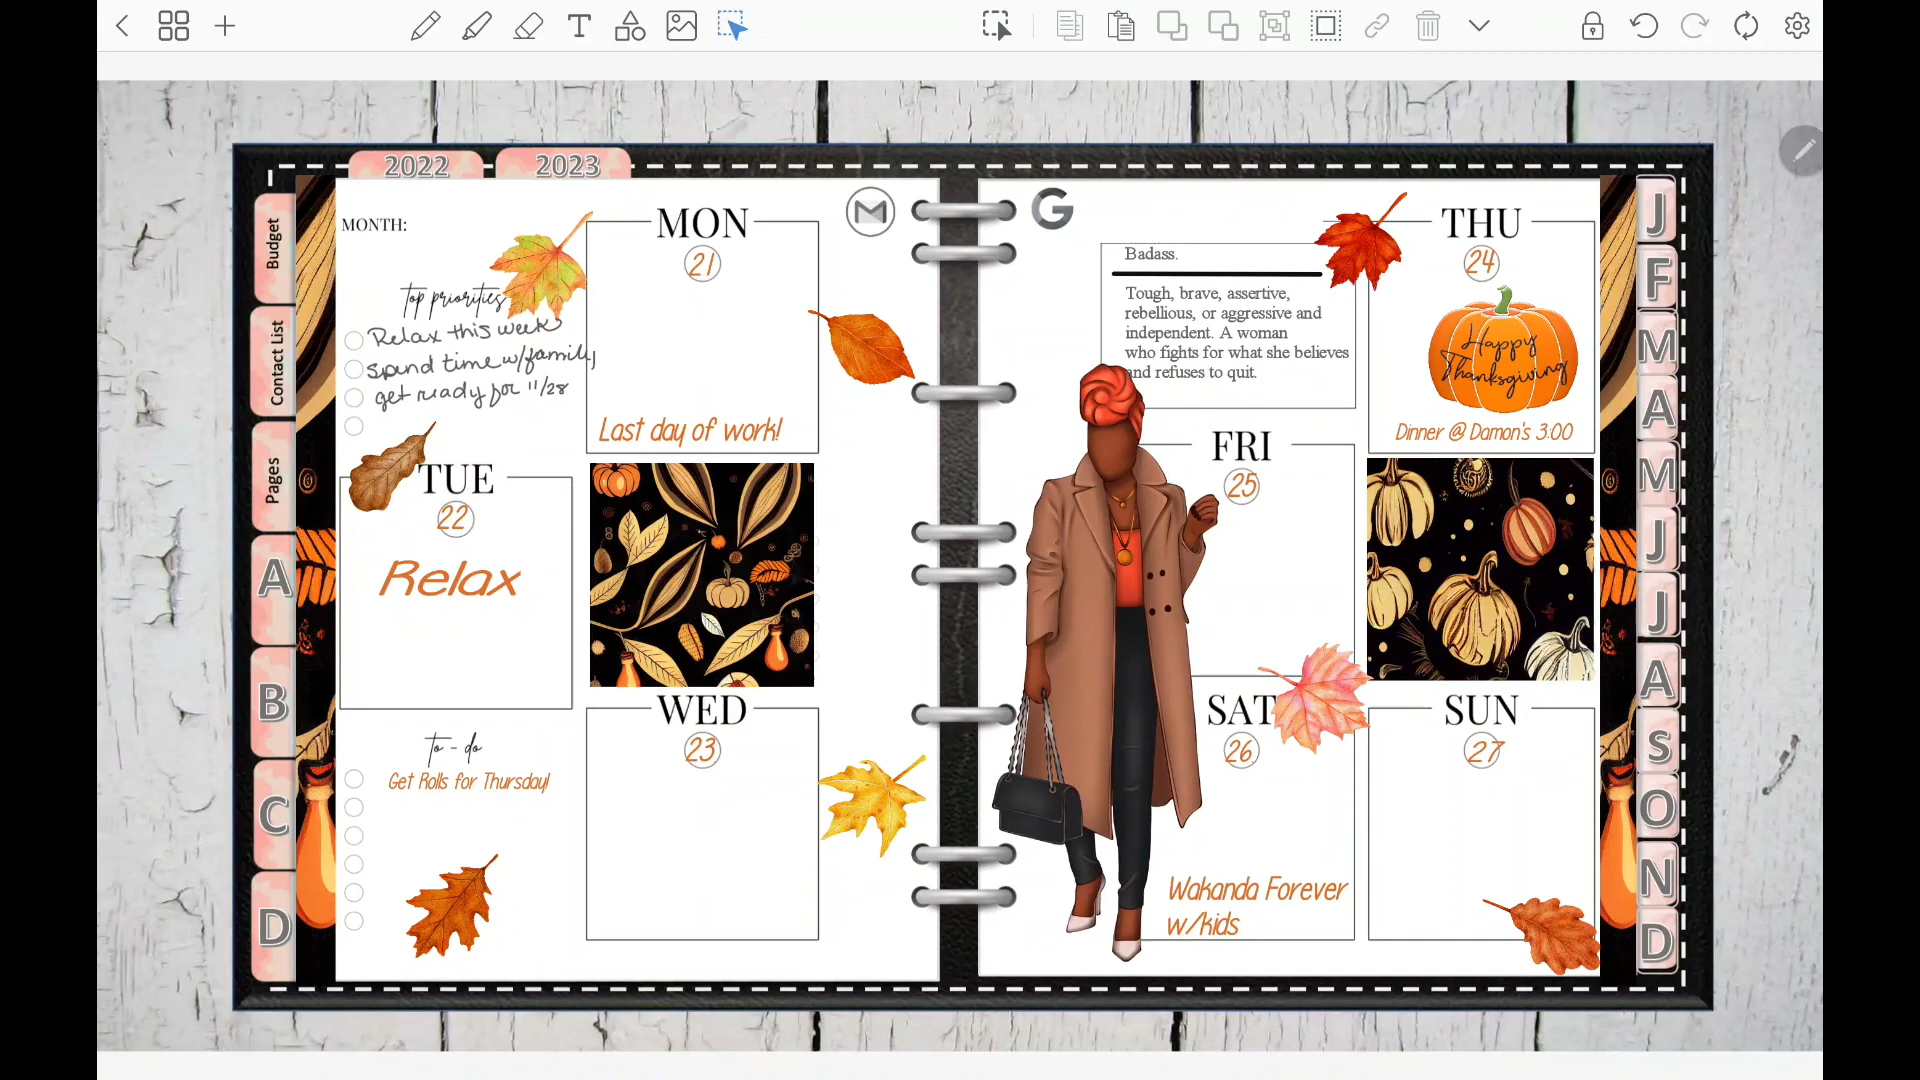 2022
2023
Budget
Contact List
Pages
A
B
C
D
MONTH:
top priorities
Relax this week
spend time w/family
get ready for 11/28
MON
21
Last day of work!
TUE
22
Relax
to - do
Get Rolls for Thursday!
WED
23
G
Badass.
Tough, brave, assertive,
rebellious, or aggressive and
independent. A woman
who fights for what she believes
and refuses to quit.
THU
24
Happy
Thanksgiving
Dinner @ Damon's 3:00
FRI
25
SAT
26
Wakanda Forever
w/kids
SUN
27
J
F
M
A
M
J
J
A
S
O
N
D